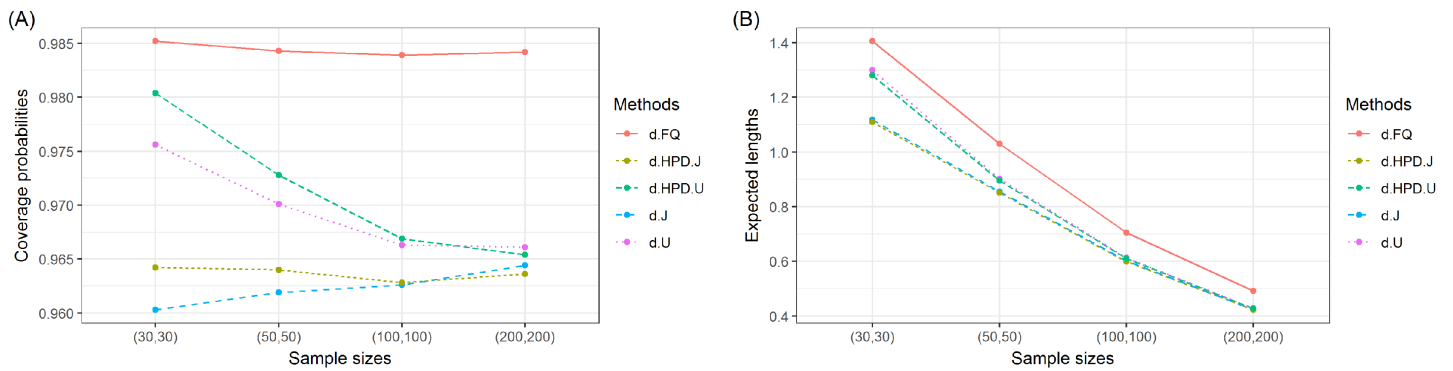 (A)
Coverage probabilities
0.985
0.980
0.975
0.970
0.965
0.960
(30,30) (50,50) (100,100) (200,200)
Sample sizes
Methods
d.FQ
d.HPD.J
d.HPD.U
d.J
d.U
(B)
Expected lengths
1.4
1.2
1.0
0.8
0.6
0.4
(30,30) (50,50) (100,100) (200,200)
Sample sizes
Methods
d.FQ
d.HPD.J
d.HPD.U
d.J
d.U